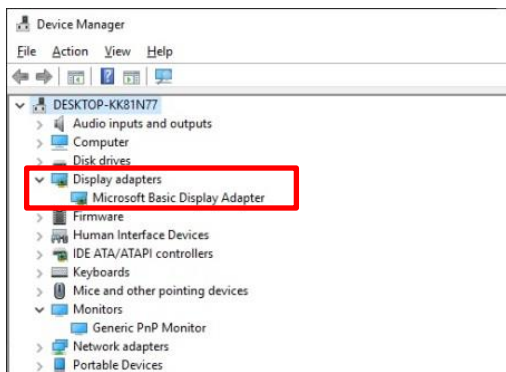 Device Manager
File Action View Help
DESKTOP-KK81N77
Audio inputs and outputs
Computer
Disk drives
Display adapters
Microsoft Basic Display Adapter
Firmware
Human Interface Devices
IDE ATA/ATAPI controllers
Keyboards
Mice and other pointing devices
Monitors
Generic PnP Monitor
Network adapters
Portable Devices